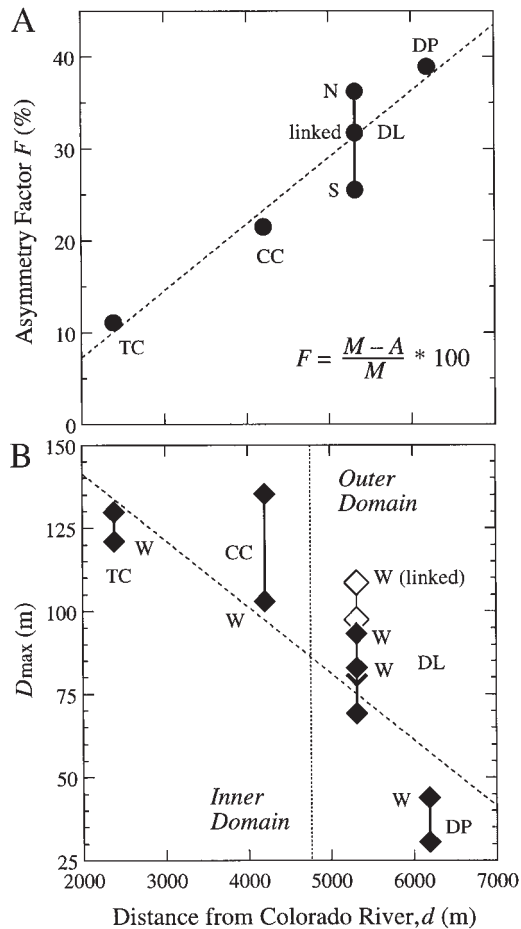 A
Asymmetry Factor F (%)
40
30
20
10
0
DP
N
linked DL
S
CC
TC
F = M – A / M * 100
B
Dmax (m)
150
125
100
75
50
25
Outer
Domain
W
TC
CC
W
W (linked)
W
W DL
W
DP
Inner
Domain
2000 3000 4000 5000 6000 7000
Distance from Colorado River, d (m)